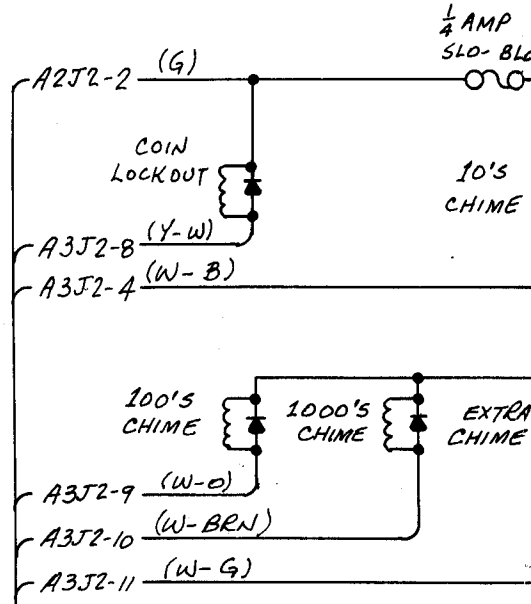 1/4 AMP
SLO-BLO
A2J2-2 (G)
COIN
LOCKOUT
10'S
CHIME
A3J2-8 (Y-W)
A3J2-4 (W-B)
100'S
CHIME
1000'S
CHIME
EXTRA
CHIME
A3J2-9 (W-O)
A3J2-10 (W-BRN)
A3J2-11 (W-G)